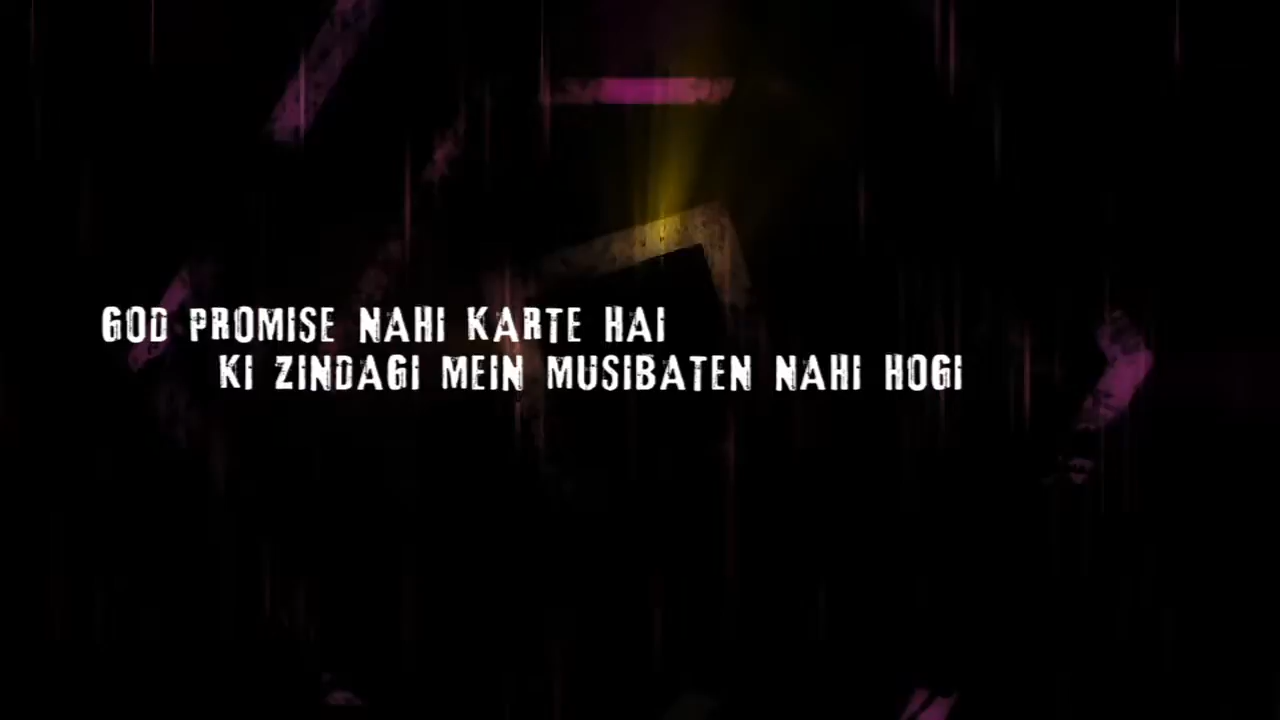 GOD PROMISE NAHI KARTE HAI
KI ZINDAGI MEIN MUSIBATEN NAHI HOGI